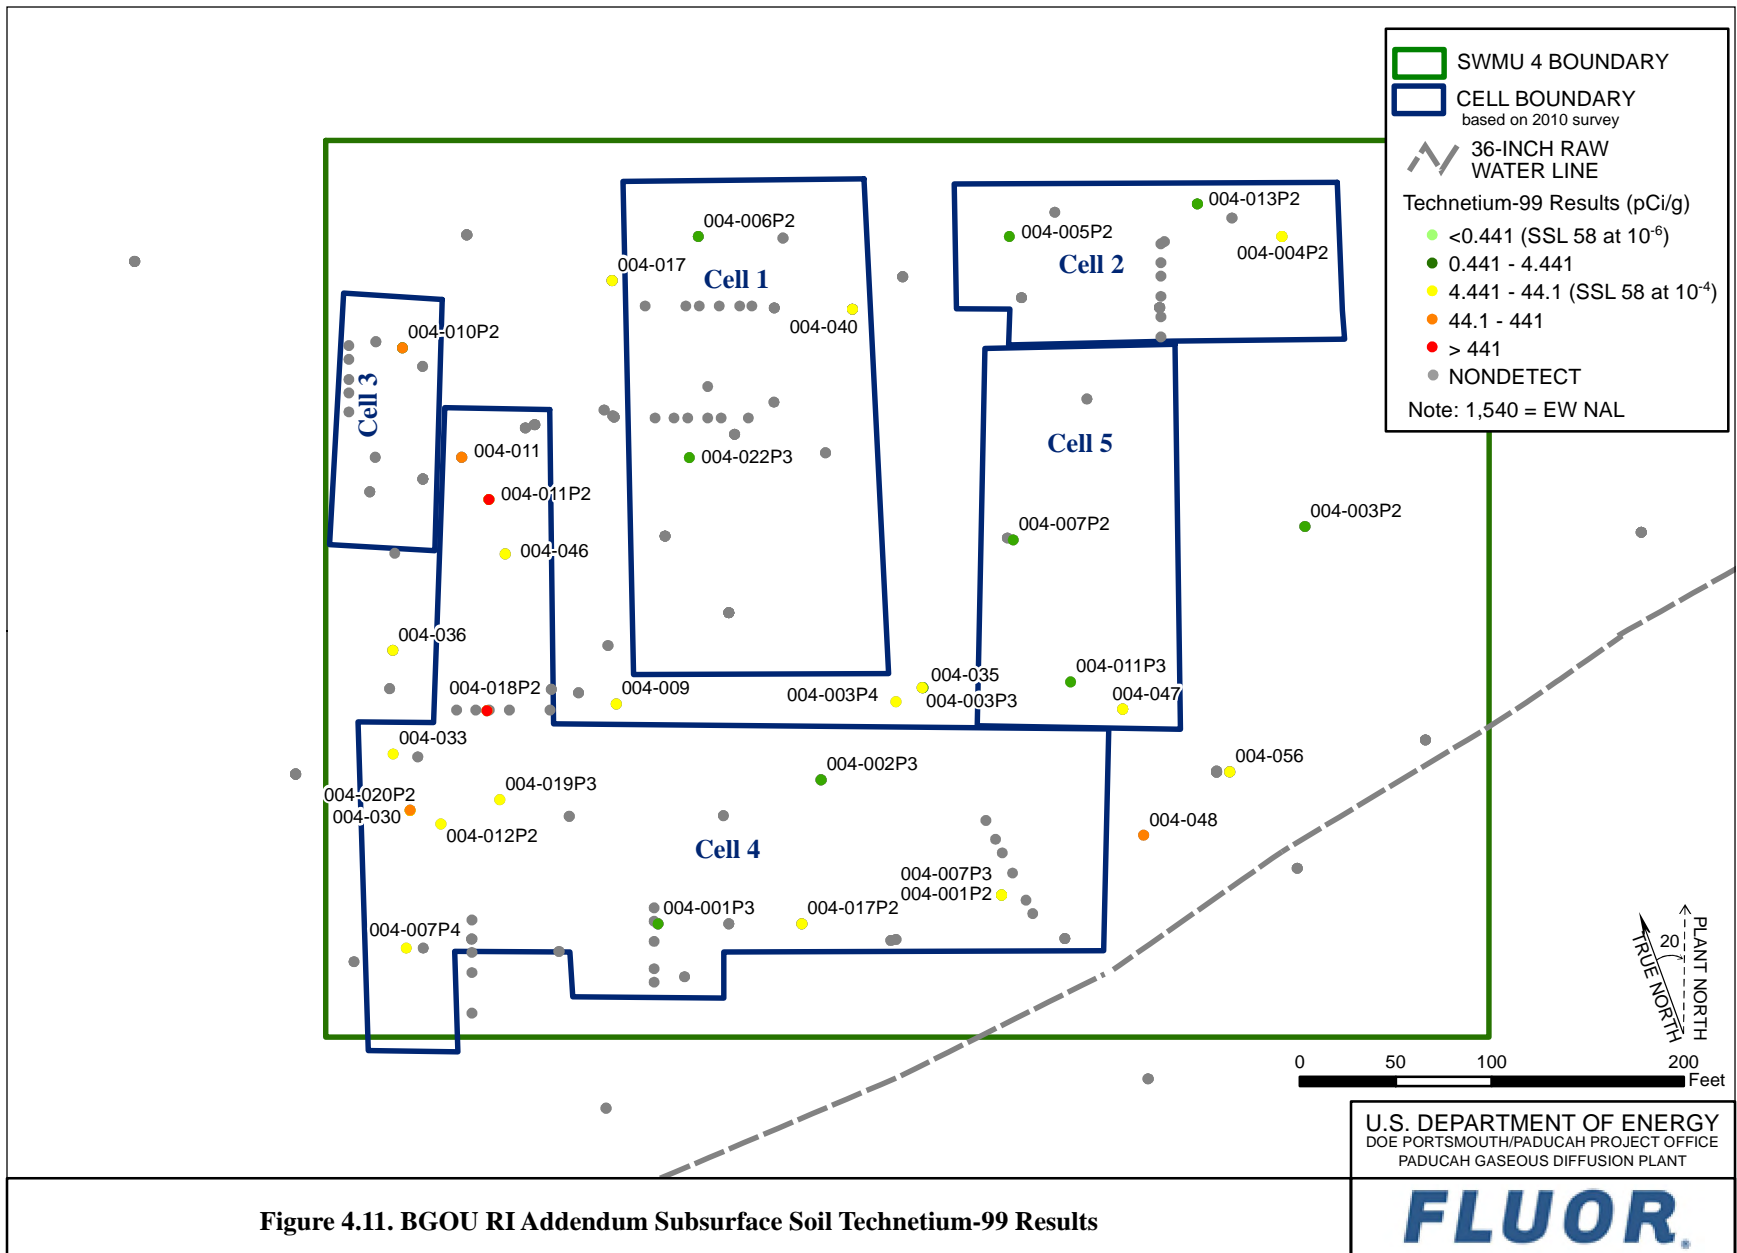 SWMU 4 BOUNDARY
CELL BOUNDARY
based on 2010 survey
36-INCH RAW
WATER LINE
Technetium-99 Results (pCi/g)
<0.441 (SSL 58 at 10-6)
0.441 - 4.441
4.441 - 44.1 (SSL 58 at 10-4)
44.1 - 441
> 441
NONDETECT
Note: 1,540 = EW NAL
004-013P2
004-006P2
004-005P2
004-004P2
004-017
Cell 1
Cell 2
004-040
004-010P2
Cell 3
Cell 5
004-011
004-022P3
004-011P2
004-003P2
004-007P2
004-046
004-036
004-011P3
004-035
004-018P2
004-009
004-003P4
004-003P3
004-047
004-033
004-056
004-002P3
004-019P3
004-020P2
004-030
004-048
004-012P2
Cell 4
004-007P3
004-001P2
004-001P3
004-017P2
004-007P4
TRUE NORTH
20
PLANT NORTH
0 50 100 200
Feet
U.S. DEPARTMENT OF ENERGY
DOE PORTSMOUTH/PADUCAH PROJECT OFFICE
PADUCAH GASEOUS DIFFUSION PLANT
Figure 4.11. BGOU RI Addendum Subsurface Soil Technetium-99 Results
FLUOR®